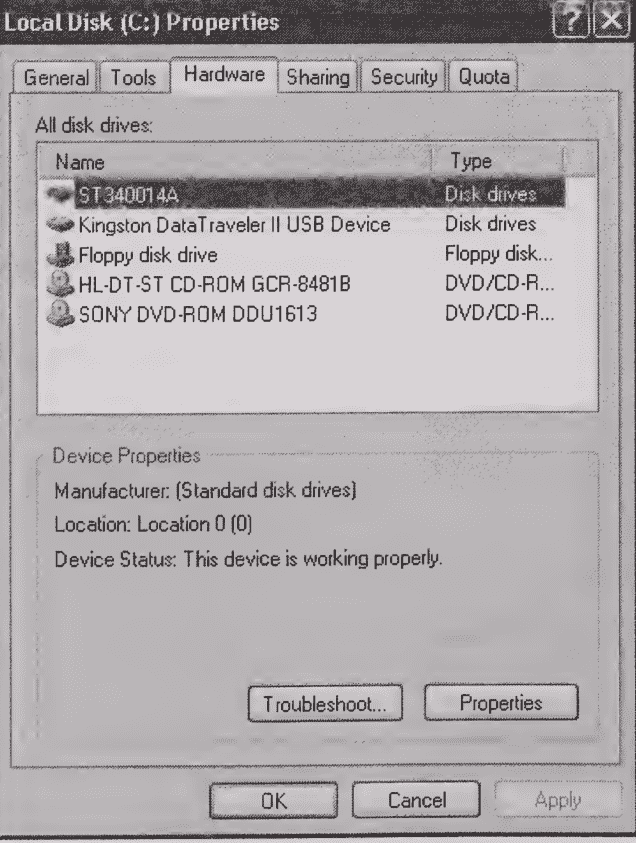 Local Disk (C:) Properties
General Tools Hardware Sharing Security Quota
All disk drives:
Name Type
ST340014A Disk drives
Kingston DataTraveler II USB Device Disk drives
Floppy disk drive Floppy disk...
HL-DT-ST CD-ROM GCR-8481B DVD/CD-R...
SONY DVD-ROM DDU1613 DVD/CD-R...
Device Properties
Manufacturer: (Standard disk drives)
Location: Location 0 (0)
Device Status: This device is working properly.
Troubleshoot... Properties
OK Cancel Apply